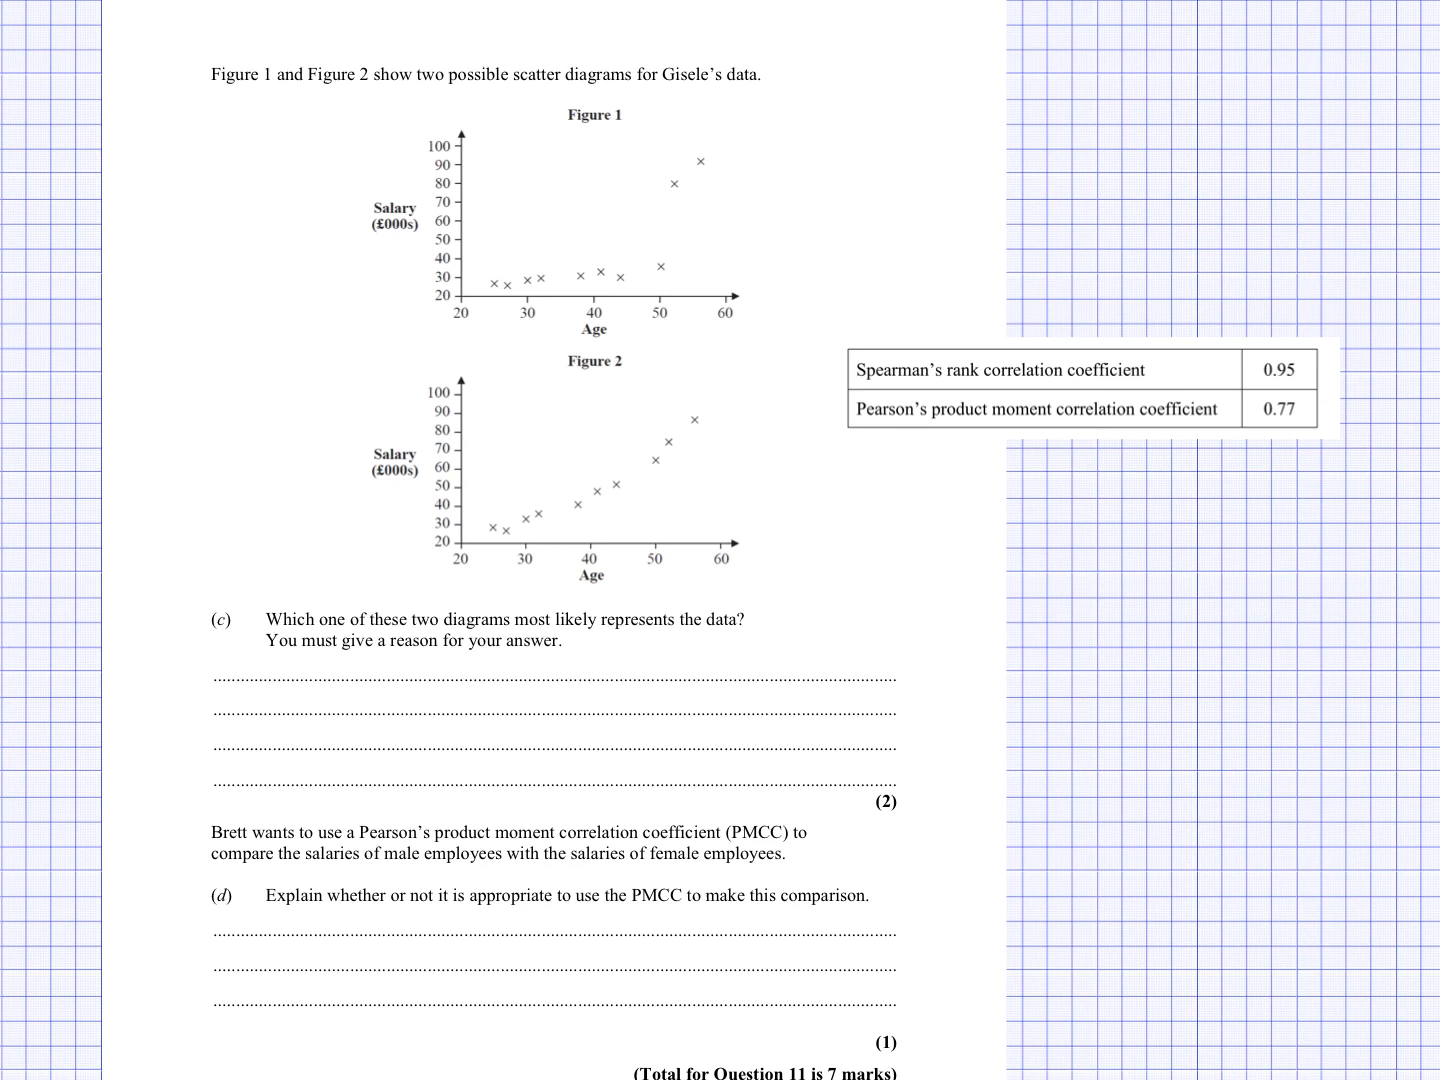 Figure 1 and Figure 2 show two possible scatter diagrams for Gisele's data.
Figure 1
100
90
80
70
60
50
40
30
20
Salary
(£000s)
20 30 40 50 60
Age
Figure 2
100
90
80
70
60
50
40
30
20
Salary
(£000s)
20 30 40 50 60
Age
Spearman's rank correlation coefficient 0.95
Pearson's product moment correlation coefficient 0.77
(c) Which one of these two diagrams most likely represents the data?
You must give a reason for your answer.
(2)
Brett wants to use a Pearson's product moment correlation coefficient (PMCC) to
compare the salaries of male employees with the salaries of female employees.
(d) Explain whether or not it is appropriate to use the PMCC to make this comparison.
(1)
(Total for Question 11 is 7 marks)